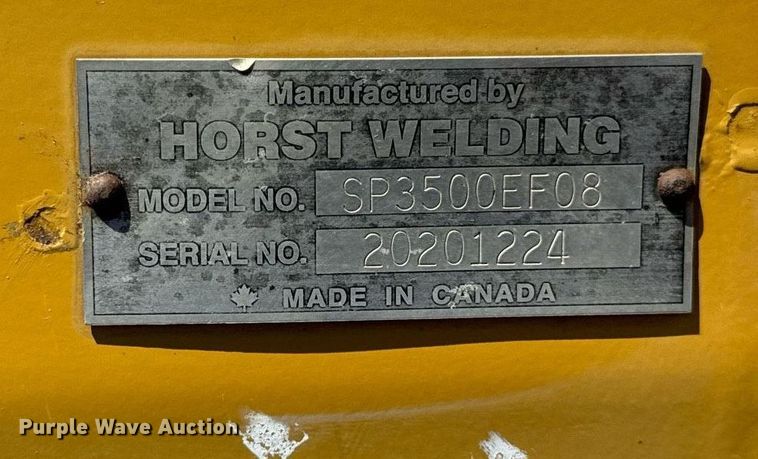 Manufactured by
HORST WELDING
MODEL NO. SP3500EF08
SERIAL NO. 20201224
MADE IN CANADA
Purple Wave Auction